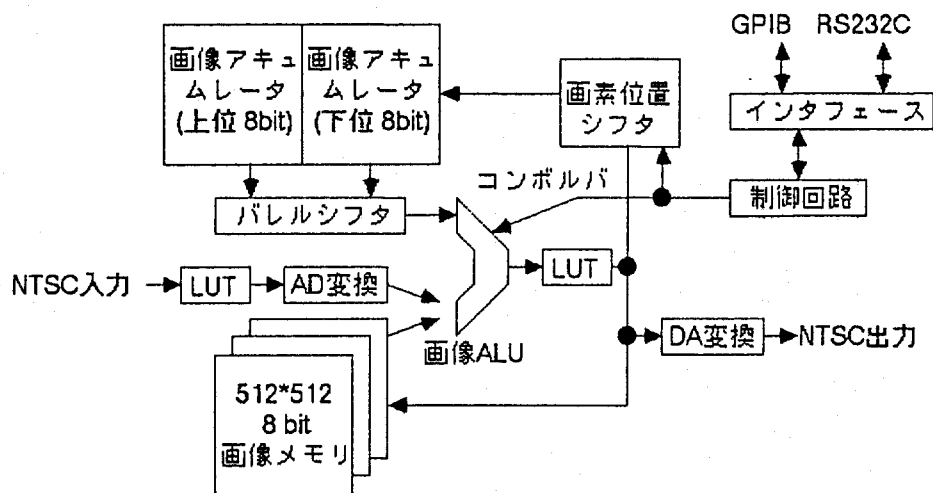 GPIB RS232C
画像アキュ
ムレータ
(上位 8bit)
画像アキュ
ムレータ
(下位 8bit)
画素位置
シフタ
インタフェース
コンボルバ
制御回路
バレルシフタ
NTSC入力
LUT
AD変換
LUT
画像ALU
DA変換
NTSC出力
512*512
8 bit
画像メモリ